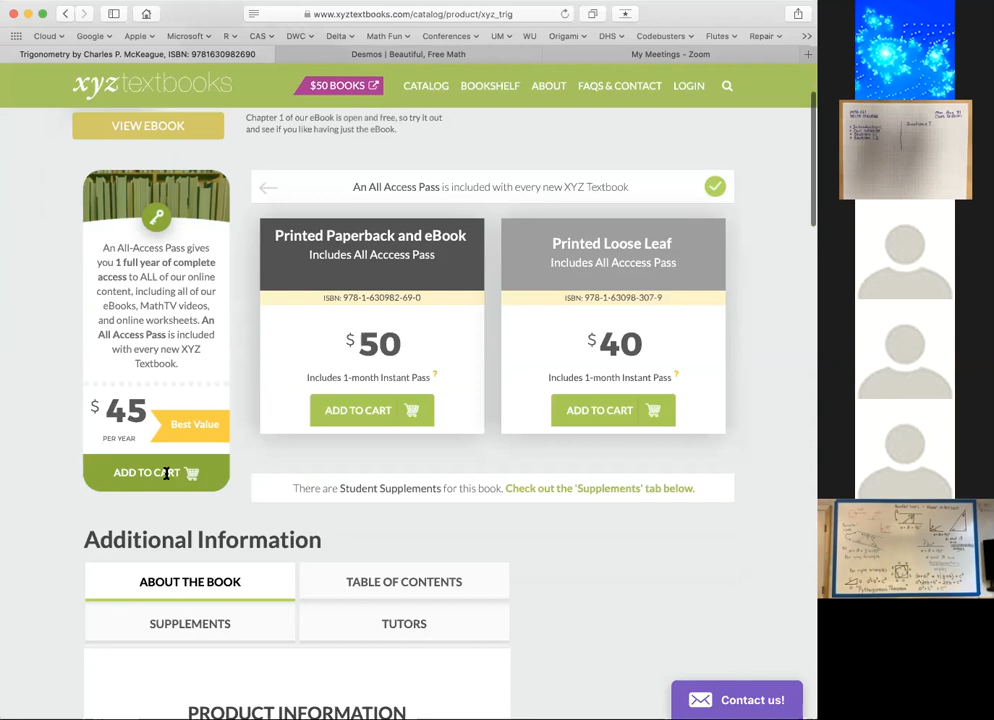 www.xyztextbooks.com/catalog/product/xyz_trig
Cloud Google Apple Microsoft R CAS DWC Delta Math Fun Conferences UM WU Origami DHS Codebusters Flutes Repair >>
Trigonometry by Charles P. McKeague, ISBN: 9781630982690
Desmos | Beautiful, Free Math
My Meetings - Zoom
xyztextbooks
$50 BOOKS
CATALOG
BOOKSHELF
ABOUT
FAQS & CONTACT
LOGIN
VIEW EBOOK
Chapter 1 of our eBook is open and free, so try it out
and see if you like having just the eBook.
An All-Access Pass gives
you 1 full year of complete
access to ALL of our online
content, including all of our
eBooks, MathTV videos,
and online worksheets. An
All Access Pass is included
with every new XYZ
Textbook.
$ 45
PER YEAR
Best Value
ADD TO CART
An All Access Pass is included with every new XYZ Textbook
Printed Paperback and eBook
Includes All Acccess Pass
ISBN: 978-1-630982-69-0
$ 50
Includes 1-month Instant Pass ?
ADD TO CART
Printed Loose Leaf
Includes All Acccess Pass
ISBN: 978-1-63098-307-9
$ 40
Includes 1-month Instant Pass ?
ADD TO CART
There are Student Supplements for this book. Check out the 'Supplements' tab below.
Additional Information
ABOUT THE BOOK
TABLE OF CONTENTS
SUPPLEMENTS
TUTORS
PRODUCT INFORMATION
Contact us!
Pythagorean Theorem